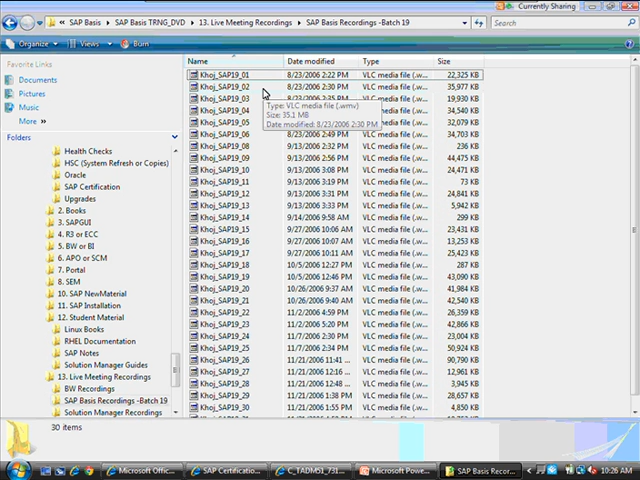 Currently Sharing
SAP Basis ▸ SAP Basis TRNG_DVD ▸ 13. Live Meeting Recordings ▸ SAP Basis Recordings -Batch 19
Search
Organize Views Burn
Favorite Links
Documents
Pictures
Music
More »
Folders
Health Checks
HSC (System Refresh or Copies)
Oracle
SAP Certification
Upgrades
2. Books
3. SAPGUI
4. R3 or ECC
5. BW or BI
6. APO or SCM
7. Portal
8. SEM
10. SAP NewMaterial
11. SAP Installation
12. Student Material
Linux Books
RHEL Documentation
SAP Notes
Solution Manager Guides
13. Live Meeting Recordings
BW Recordings
SAP Basis Recordings -Batch 19
Solution Manager Recordings
Name Date modified Type Size
Khoj_SAP19_01 8/23/2006 2:22 PM VLC media file (.w... 22,325 KB
Khoj_SAP19_02 8/23/2006 2:30 PM VLC media file (.w... 35,977 KB
Khoj_SAP19_03 8/23/2006 2:35 PM VLC media file (.w... 19,930 KB
Khoj_SAP19_04 34,540 KB
Khoj_SAP19_05 32,079 KB
Khoj_SAP19_06 8/23/2006 2:49 PM VLC media file (.w... 34,703 KB
Type: VLC media file (.wmv)
Size: 35.1 MB
Date modified: 8/23/2006 2:30 PM
Khoj_SAP19_08 9/13/2006 2:32 PM VLC media file (.w... 236 KB
Khoj_SAP19_09 9/13/2006 2:56 PM VLC media file (.w... 44,475 KB
Khoj_SAP19_10 9/13/2006 3:08 PM VLC media file (.w... 24,471 KB
Khoj_SAP19_11 9/13/2006 3:19 PM VLC media file (.w... 73 KB
Khoj_SAP19_12 9/13/2006 3:31 PM VLC media file (.w... 24,841 KB
Khoj_SAP19_13 9/13/2006 3:33 PM VLC media file (.w... 5,942 KB
Khoj_SAP19_14 9/14/2006 9:58 AM VLC media file (.w... 299 KB
Khoj_SAP19_15 9/27/2006 10:06 AM VLC media file (.w... 23,431 KB
Khoj_SAP19_16 9/27/2006 10:07 AM VLC media file (.w... 13,253 KB
Khoj_SAP19_17 9/27/2006 10:11 AM VLC media file (.w... 25,423 KB
Khoj_SAP19_18 10/5/2006 12:27 PM VLC media file (.w... 287 KB
Khoj_SAP19_19 10/5/2006 12:46 PM VLC media file (.w... 43,090 KB
Khoj_SAP19_20 10/26/2006 9:37 AM VLC media file (.w... 41,984 KB
Khoj_SAP19_21 10/26/2006 9:40 AM VLC media file (.w... 42,540 KB
Khoj_SAP19_22 11/2/2006 4:59 PM VLC media file (.w... 26,359 KB
Khoj_SAP19_23 11/2/2006 5:20 PM VLC media file (.w... 42,866 KB
Khoj_SAP19_24 11/7/2006 2:30 PM VLC media file (.w... 23,004 KB
Khoj_SAP19_25 11/7/2006 2:34 PM VLC media file (.w... 50,924 KB
Khoj_SAP19_26 11/21/2006 11:41 ... VLC media file (.w... 90,790 KB
Khoj_SAP19_27 11/21/2006 12:16 ... VLC media file (.w... 12,961 KB
Khoj_SAP19_28 11/21/2006 12:28 ... VLC media file (.w... 3,945 KB
Khoj_SAP19_29 11/21/2006 1:38 PM VLC media file (.w... 28,657 KB
Khoj_SAP19_30 11/21/2006 1:55 PM VLC media file (.w... 4,850 KB
30 items
Microsoft Offic... SAP Certificatio... C_TADM51_731... Microsoft Powe... SAP Basis Recor... 10:26 AM